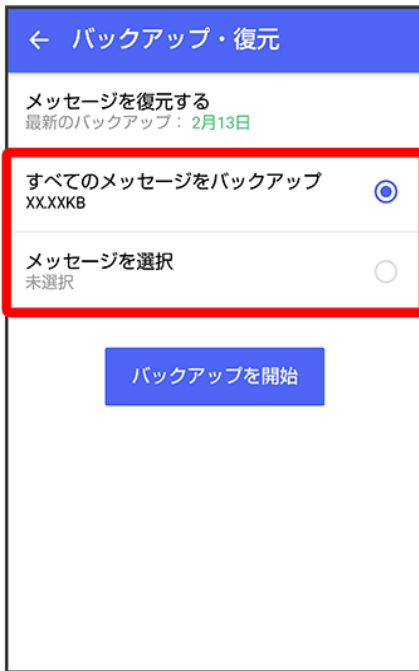 バックアップ・復元
メッセージを復元する
最新のバックアップ： 2月13日
すべてのメッセージをバックアップ
XX.XXKB
メッセージを選択
未選択
バックアップを開始